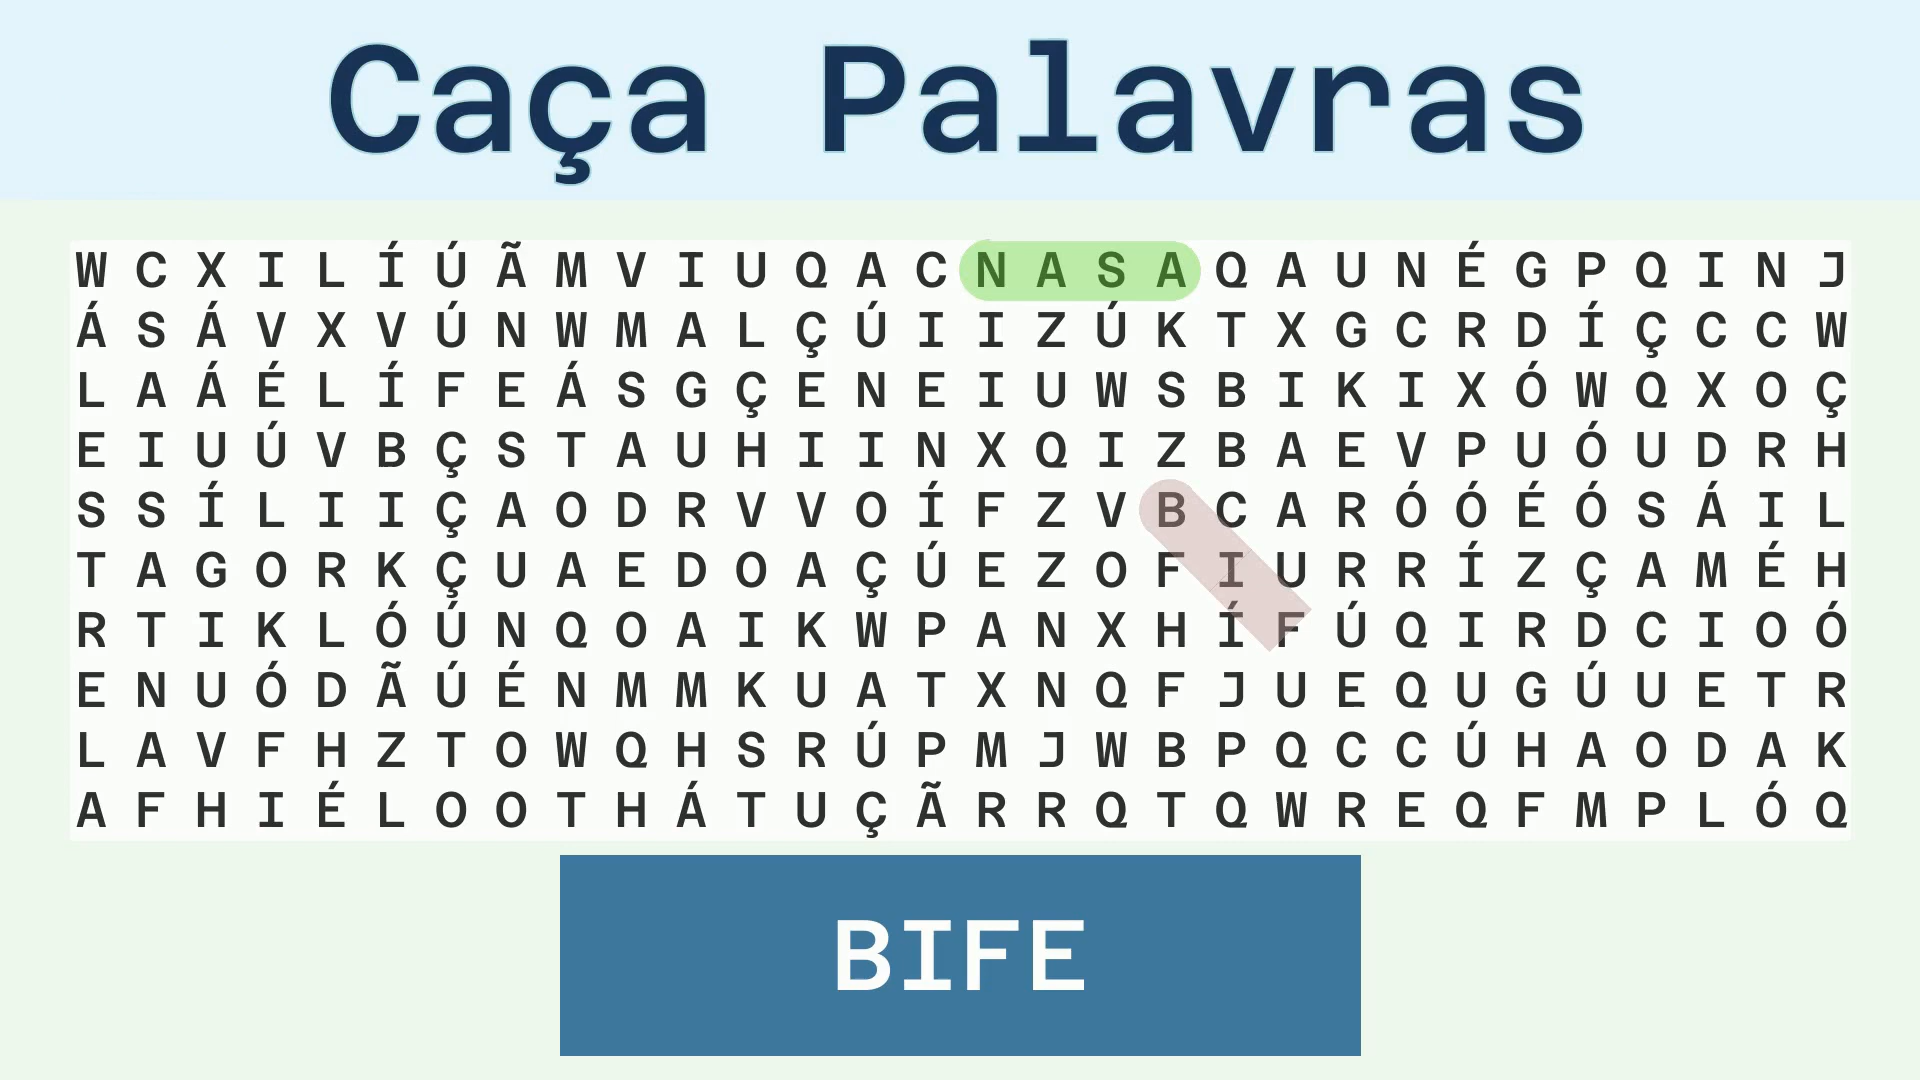 Caça Palavras
W C X I L Í Ú Ã M V I U Q A C N A S A Q A U N É G P Q I N J
Á S Á V X V Ú N W M A L Ç Ú I I Z Ú K T X G C R D Í Ç C C W
L A Á É L Í F E Á S G Ç E N E I U W S B I K I X Ó W Q X O Ç
E I U Ú V B Ç S T A U H I I N X Q I Z B A E V P U Ó U D R H
S S Í L I I Ç A O D R V V O Í F Z V B C A R Ó Ó É Ó S Á I L
T A G O R K Ç U A E D O A Ç Ú E Z O F I U R R Í Z Ç A M É H
R T I K L Ó Ú N Q O A I K W P A N X H Í F Ú Q I R D C I O Ó
E N U Ó D Ã Ú É N M M K U A T X N Q F J U E Q U G Ú U E T R
L A V F H Z T O W Q H S R Ú P M J W B P Q C C Ú H A O D A K
A F H I É L O O T H Á T U Ç Ã R R Q T Q W R E Q F M P L Ó Q
BIFE